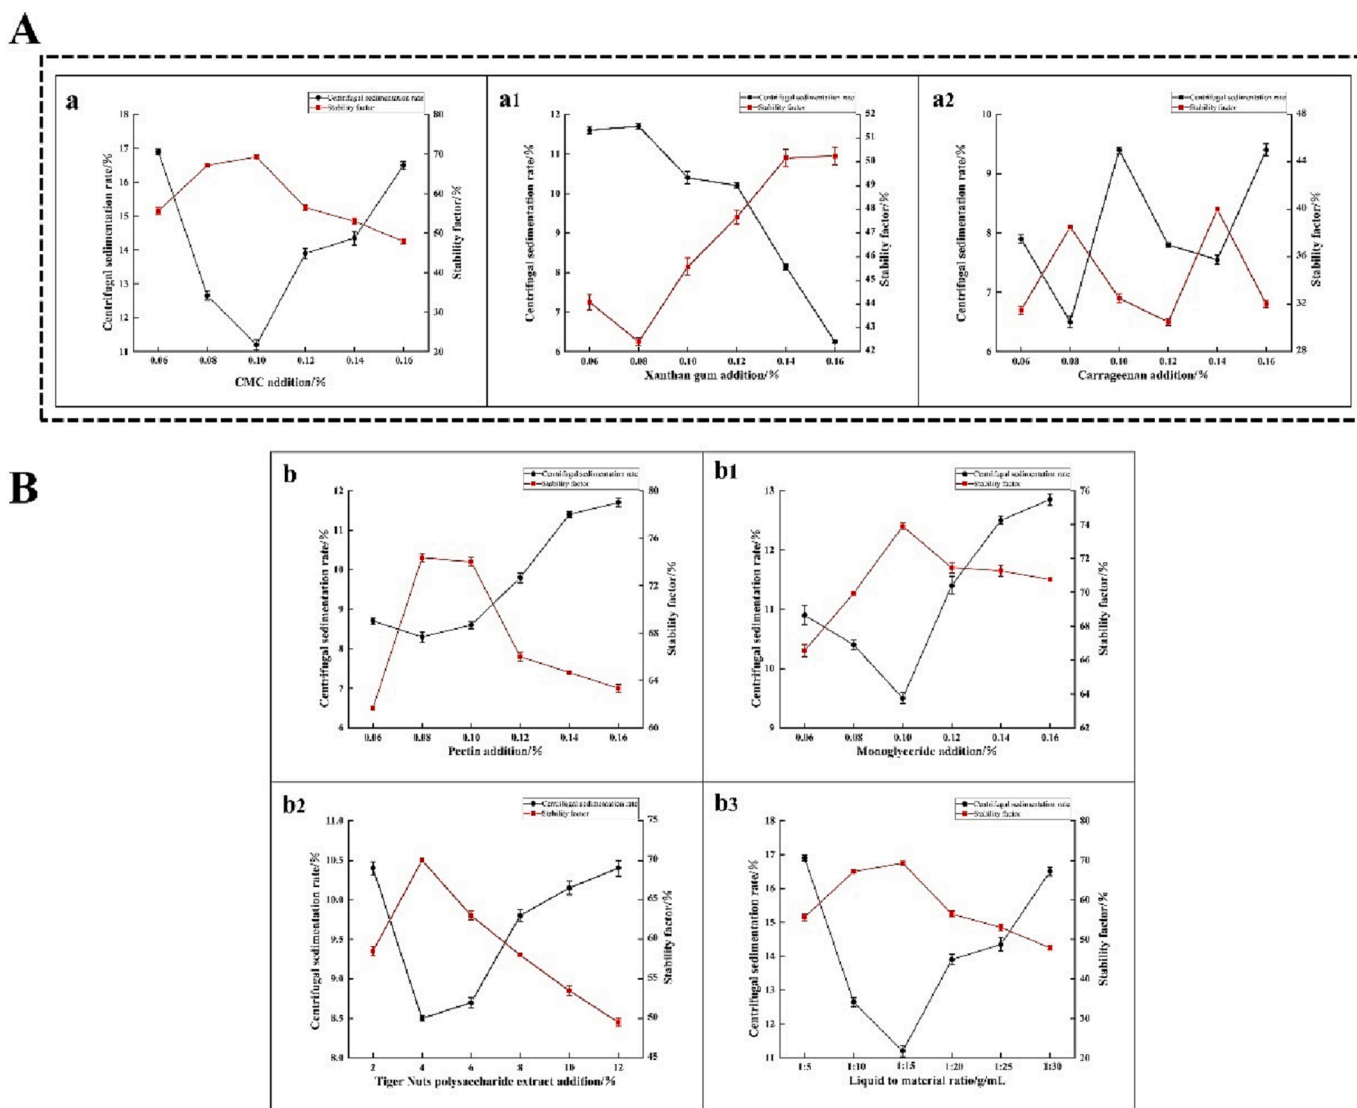 A
a
Centrifugal sedimentation rate
Stability factor
Centrifugal sedimentation rate/%
18
17
16
15
14
13
12
11
80
70
60
50
40
30
20
Stability factor/%
0.06 0.08 0.10 0.12 0.14 0.16
CMC addition/%
a1
Centrifugal sedimentation rate
Stability factor
Centrifugal sedimentation rate/%
12
11
10
9
8
7
6
52
51
50
49
48
47
46
45
44
43
42
Stability factor/%
0.06 0.08 0.10 0.12 0.14 0.16
Xanthan gum addition/%
a2
Centrifugal sedimentation rate
Stability factor
Centrifugal sedimentation rate/%
10
9
8
7
6
48
44
40
36
32
28
Stability factor/%
0.06 0.08 0.10 0.12 0.14 0.16
Carrageenan addition/%
B
b
Centrifugal sedimentation rate
Stability factor
Centrifugal sedimentation rate/%
12
11
10
9
8
7
6
80
76
72
68
64
60
Stability factor/%
0.06 0.08 0.10 0.12 0.14 0.16
Pectin addition/%
b1
Centrifugal sedimentation rate
Stability factor
Centrifugal sedimentation rate/%
13
12
11
10
9
76
74
72
70
68
66
64
62
Stability factor/%
0.06 0.08 0.10 0.12 0.14 0.16
Monoglyceride addition/%
b2
Centrifugal sedimentation rate
Stability factor
Centrifugal sedimentation rate/%
11.0
10.5
10.0
9.5
9.0
8.5
8.0
75
70
65
60
55
50
45
Stability factor/%
2 4 6 8 10 12
Tiger Nuts polysaccharide extract addition/%
b3
Centrifugal sedimentation rate
Stability factor
Centrifugal sedimentation rate/%
18
17
16
15
14
13
12
11
80
70
60
50
40
30
20
Stability factor/%
1:5 1:10 1:15 1:20 1:25 1:30
Liquid to material ratio/g/mL